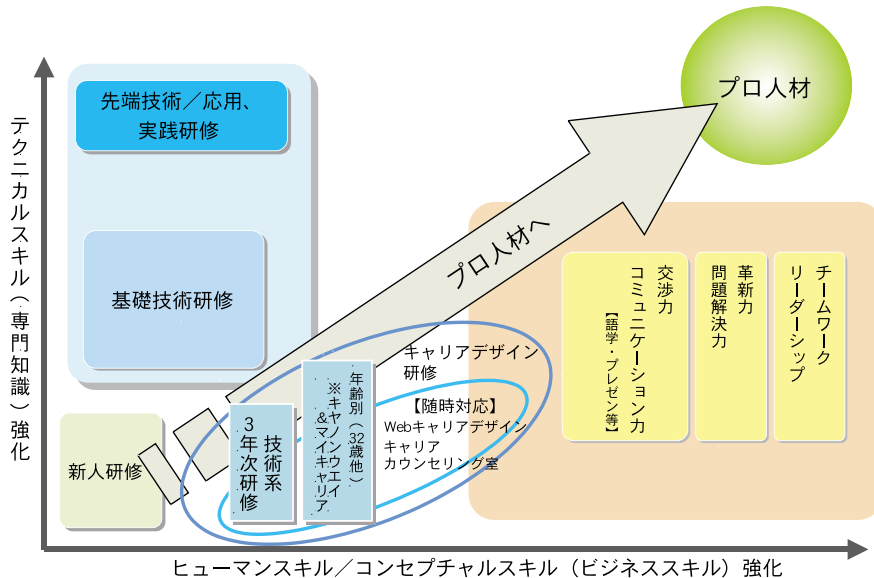 プロ人材
先端技術／応用、
実践研修
テクニカルスキル（専門知識）強化
基礎技術研修
プロ人材へ
交渉力
コミュニケーション力
【語学・プレゼン等】
革新力
問題解決力
チームワーク
リーダーシップ
キャリアデザイン
研修
【随時対応】
Webキャリアデザイン
キャリア
カウンセリング室
年齢別（32歳他）
※キヤノンウエイ
&マイキャリア
技術系
3年次研修
新人研修
ヒューマンスキル／コンセプチャルスキル（ビジネススキル）強化